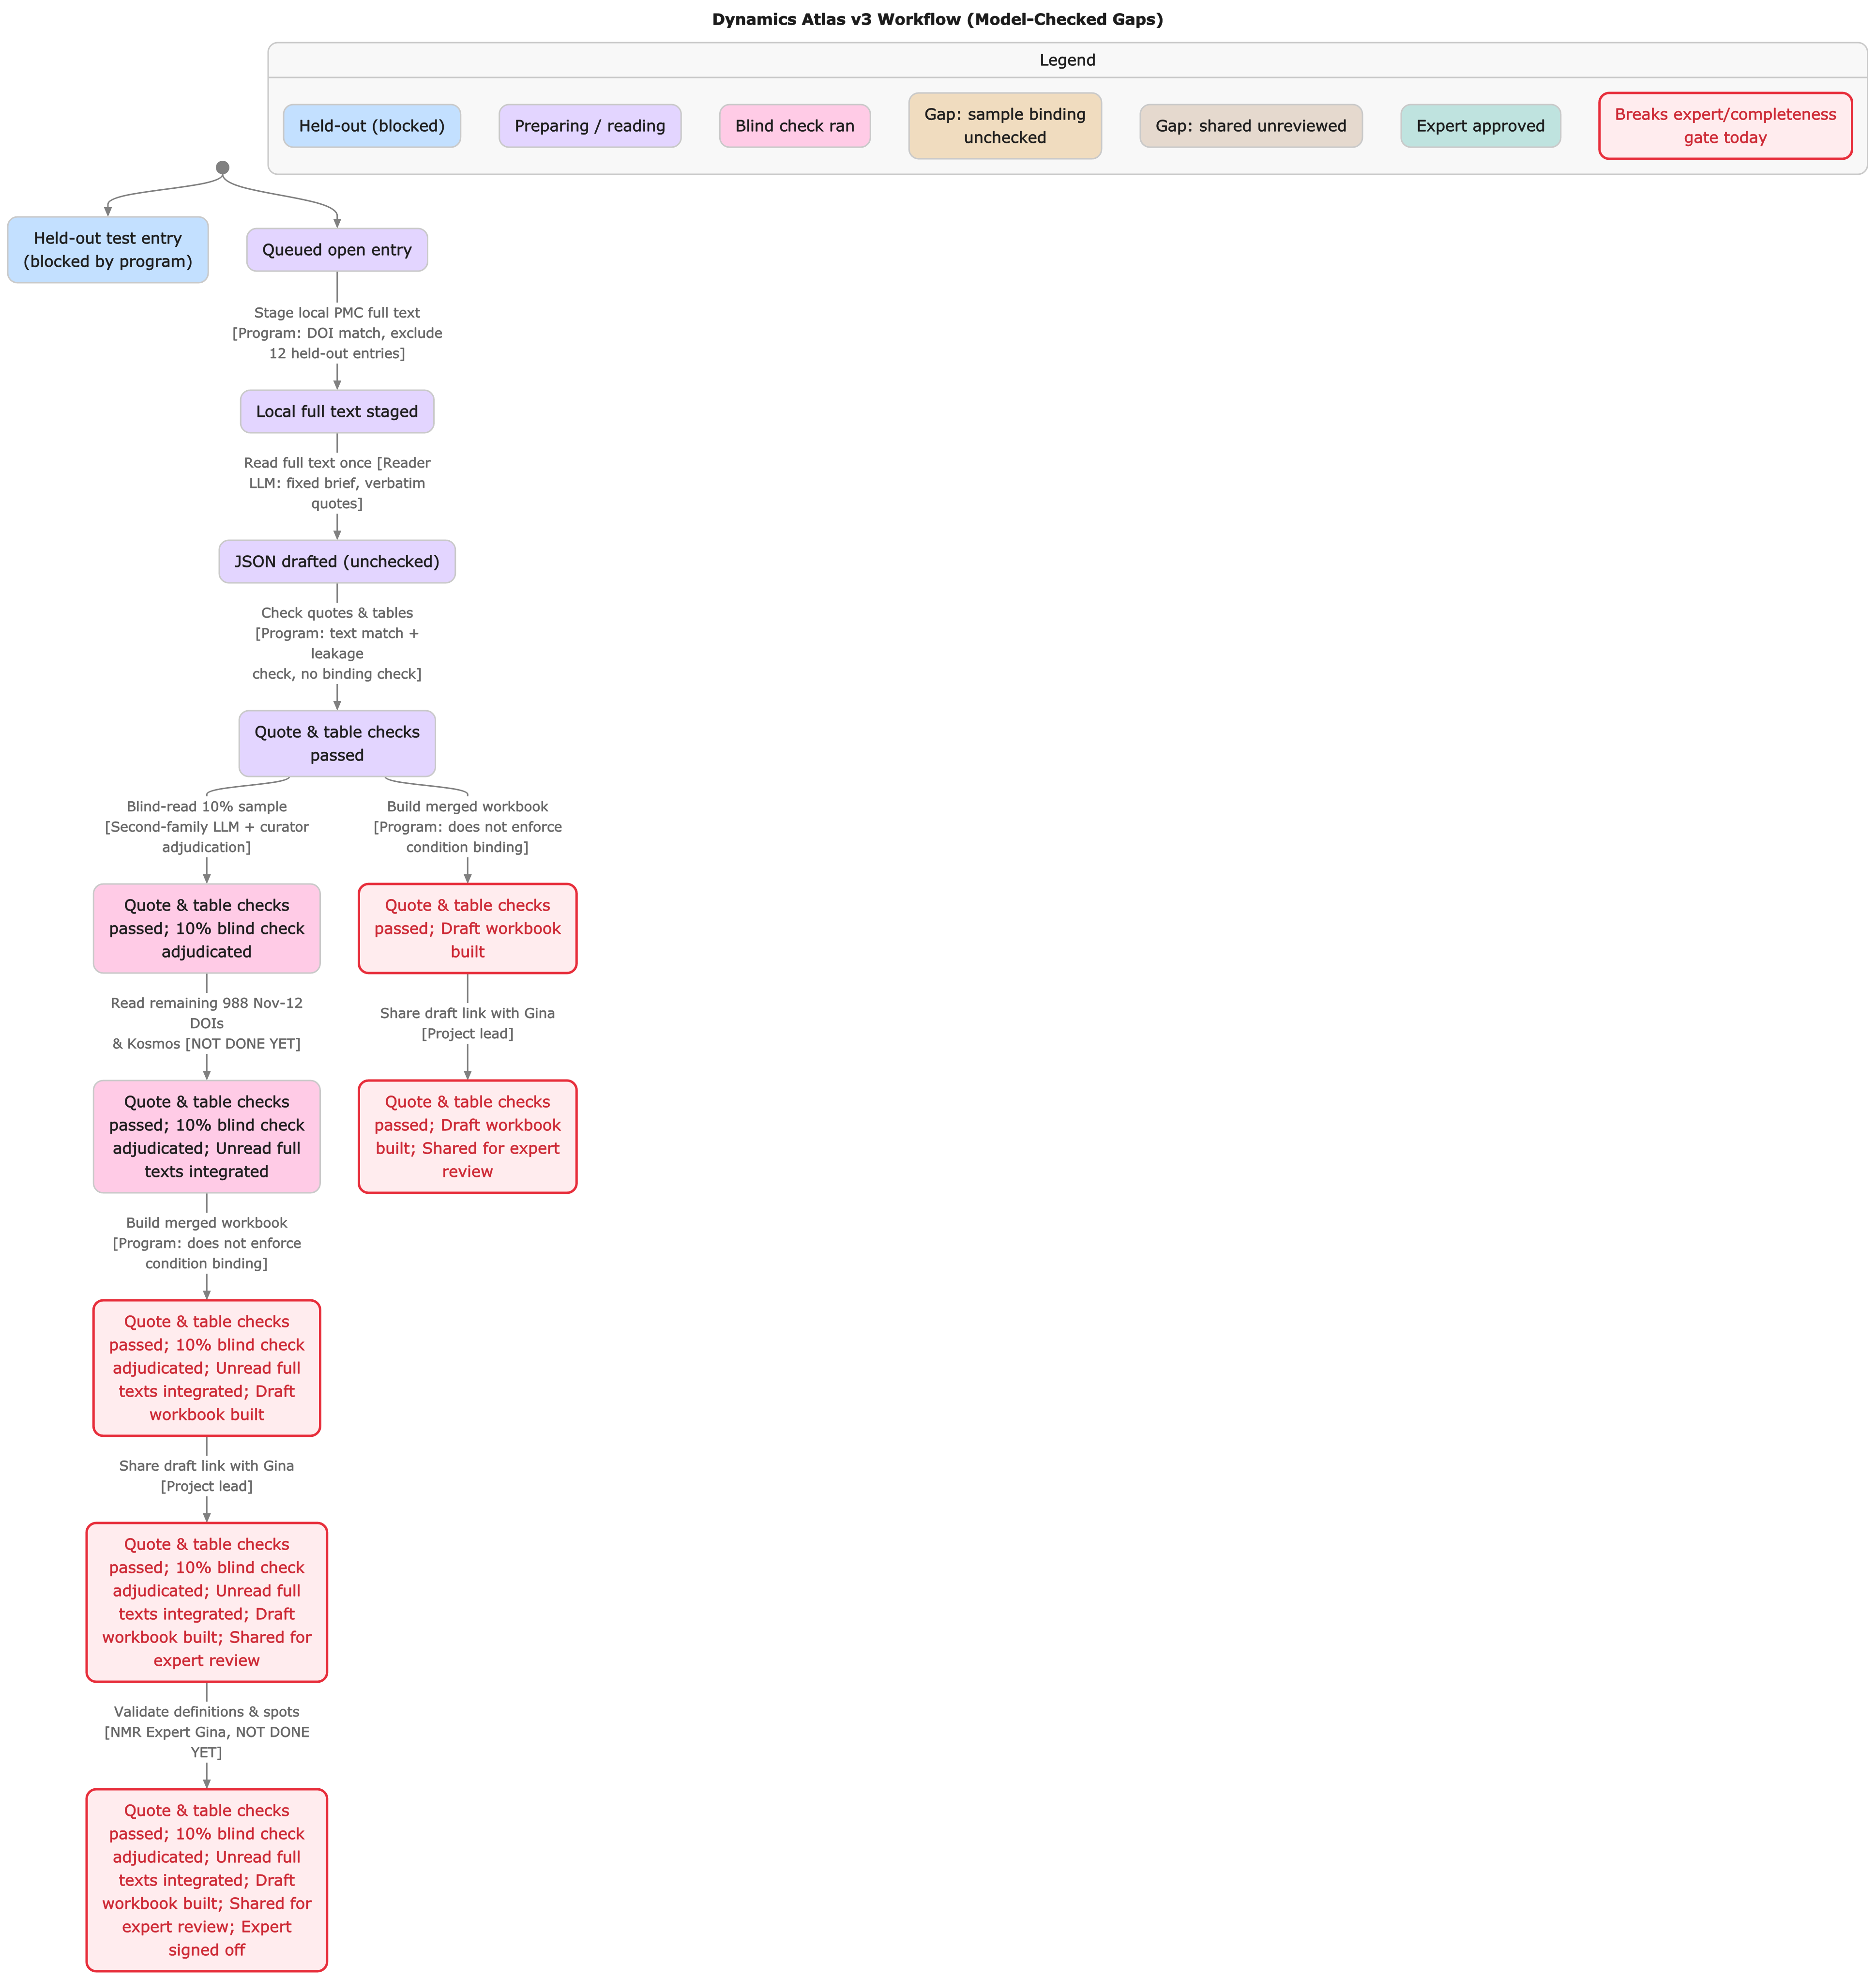 Dynamics Atlas v3 Workflow (Model-Checked Gaps)
Legend
Held-out (blocked)
Preparing / reading
Blind check ran
Gap: sample binding
unchecked
Gap: shared unreviewed
Expert approved
Breaks expert/completeness
gate today
Held-out test entry
(blocked by program)
Queued open entry
Stage local PMC full text
[Program: DOI match, exclude
12 held-out entries]
Local full text staged
Read full text once [Reader
LLM: fixed brief, verbatim
quotes]
JSON drafted (unchecked)
Check quotes & tables
[Program: text match +
leakage
check, no binding check]
Quote & table checks
passed
Blind-read 10% sample
[Second-family LLM + curator
adjudication]
Build merged workbook
[Program: does not enforce
condition binding]
Quote & table checks
passed; 10% blind check
adjudicated
Quote & table checks
passed; Draft workbook
built
Read remaining 988 Nov-12
DOIs
& Kosmos [NOT DONE YET]
Share draft link with Gina
[Project lead]
Quote & table checks
passed; 10% blind check
adjudicated; Unread full
texts integrated
Quote & table checks
passed; Draft workbook
built; Shared for expert
review
Build merged workbook
[Program: does not enforce
condition binding]
Quote & table checks
passed; 10% blind check
adjudicated; Unread full
texts integrated; Draft
workbook built
Share draft link with Gina
[Project lead]
Quote & table checks
passed; 10% blind check
adjudicated; Unread full
texts integrated; Draft
workbook built; Shared for
expert review
Validate definitions & spots
[NMR Expert Gina, NOT DONE
YET]
Quote & table checks
passed; 10% blind check
adjudicated; Unread full
texts integrated; Draft
workbook built; Shared for
expert review; Expert
signed off